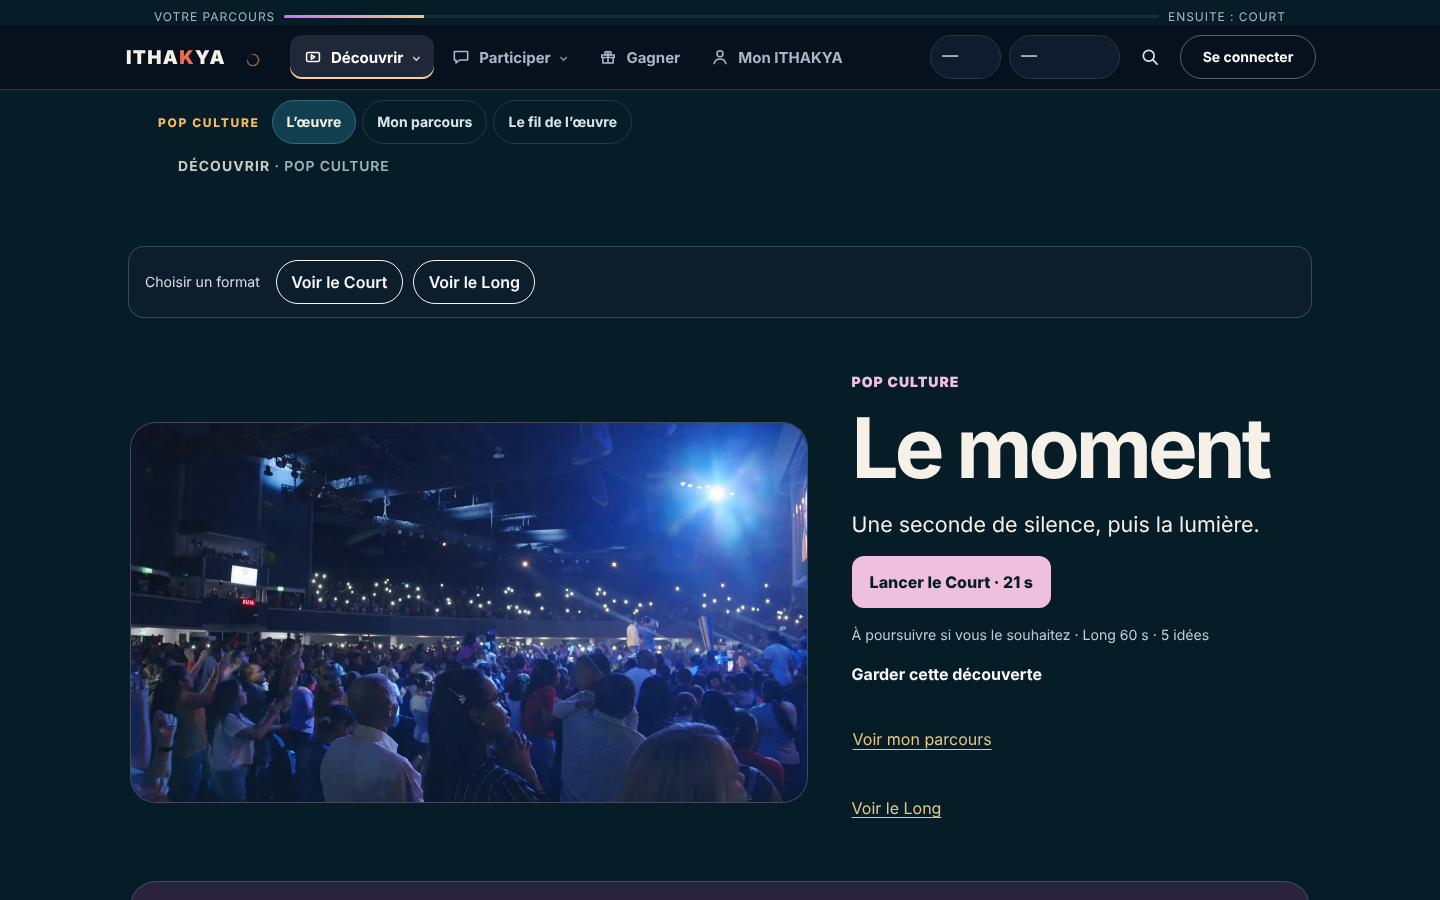 VOTRE PARCOURS
ENSUITE : COURT
ITHAKYA
Découvrir
Participer
Gagner
Mon ITHAKYA
—
—
Se connecter
POP CULTURE
L’œuvre
Mon parcours
Le fil de l’œuvre
DÉCOUVRIR · POP CULTURE
Choisir un format
Voir le Court
Voir le Long
POP CULTURE
Le moment
Une seconde de silence, puis la lumière.
Lancer le Court · 21 s
À poursuivre si vous le souhaitez · Long 60 s · 5 idées
Garder cette découverte
Voir mon parcours
Voir le Long